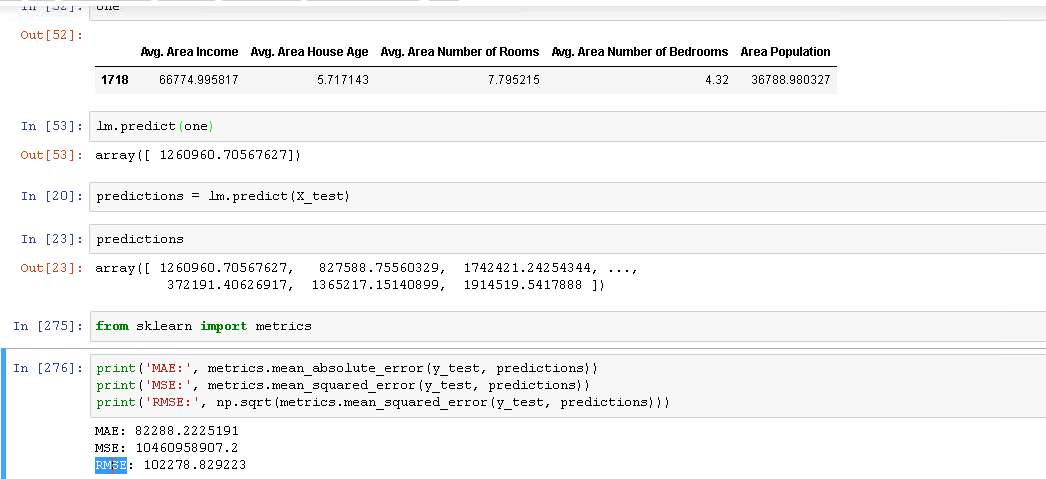 In [52]: one
Out[52]:
Avg. Area Income Avg. Area House Age Avg. Area Number of Rooms Avg. Area Number of Bedrooms Area Population
1718 66774.995817 5.717143 7.795215 4.32 36788.980327
In [53]: lm.predict(one)
Out[53]: array([ 1260960.70567627])
In [20]: predictions = lm.predict(X_test)
In [23]: predictions
Out[23]: array([ 1260960.70567627, 827588.75560329, 1742421.24254344, ...,
372191.40626917, 1365217.15140899, 1914519.5417888 ])
In [275]: from sklearn import metrics
In [276]: print('MAE:', metrics.mean_absolute_error(y_test, predictions))
print('MSE:', metrics.mean_squared_error(y_test, predictions))
print('RMSE:', np.sqrt(metrics.mean_squared_error(y_test, predictions)))
MAE: 82288.2225191
MSE: 10460958907.2
RMSE: 102278.829223